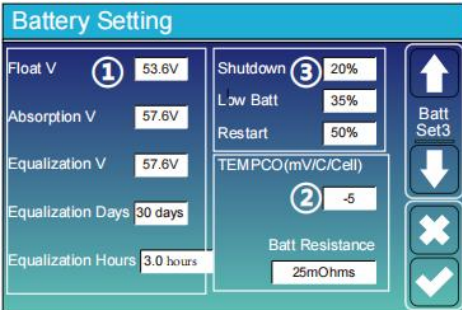 Battery Setting
Float V ① 53.6V
Absorption V 57.6V
Equalization V 57.6V
Equalization Days 30 days
Equalization Hours 3.0 hours
Shutdown ③ 20%
Low Batt 35%
Restart 50%
TEMPCO(mV/C/Cell)
② -5
Batt Resistance
25mOhms
Batt
Set3